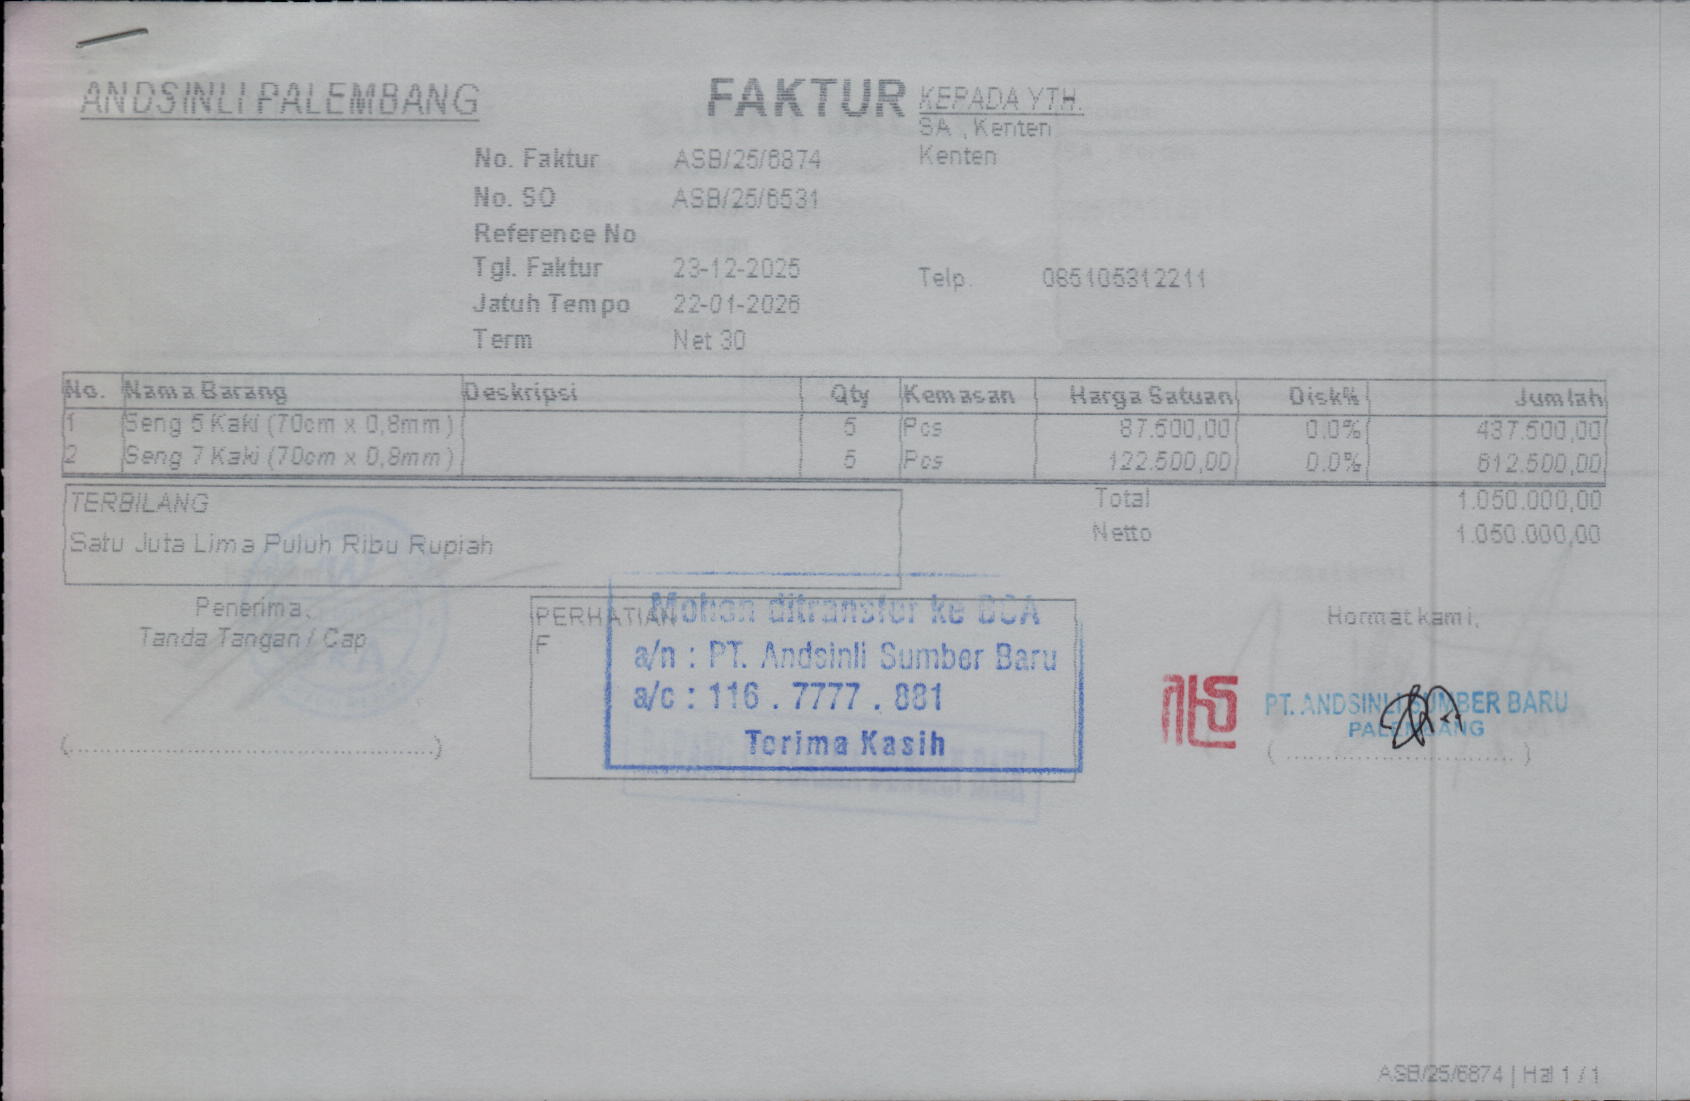 ANDSINLI PALEMBANG
FAKTUR
KEPADA YTH.
SA , Kenten
Kenten
No. Faktur ASB/25/6874
No. SO ASB/25/6531
Reference No
Tgl. Faktur 23-12-2025
Telp. 085105312211
Jatuh Tempo 22-01-2026
Term Net 30
No. Nama Barang Deskripsi Qty Kemasan Harga Satuan Disk% Jumlah
1 Seng 5 Kaki (70cm x 0,8mm) 5 Pcs 87.500,00 0.0% 437.500,00
2 Seng 7 Kaki (70cm x 0,8mm) 5 Pcs 122.500,00 0.0% 612.500,00
TERBILANG
Satu Juta Lima Puluh Ribu Rupiah
Total 1.050.000,00
Netto 1.050.000,00
Penerima,
Tanda Tangan / Cap
(........................................................)
PERHATIAN
F
Mohon ditransfer ke BCA
a/n : PT. Andsinli Sumber Baru
a/c : 116 . 7777 . 881
Terima Kasih
Hormat kami,
PT. ANDSINLI SUMBER BARU
PALEMBANG
( ................................... )
ASB/25/6874 | Hal 1 / 1